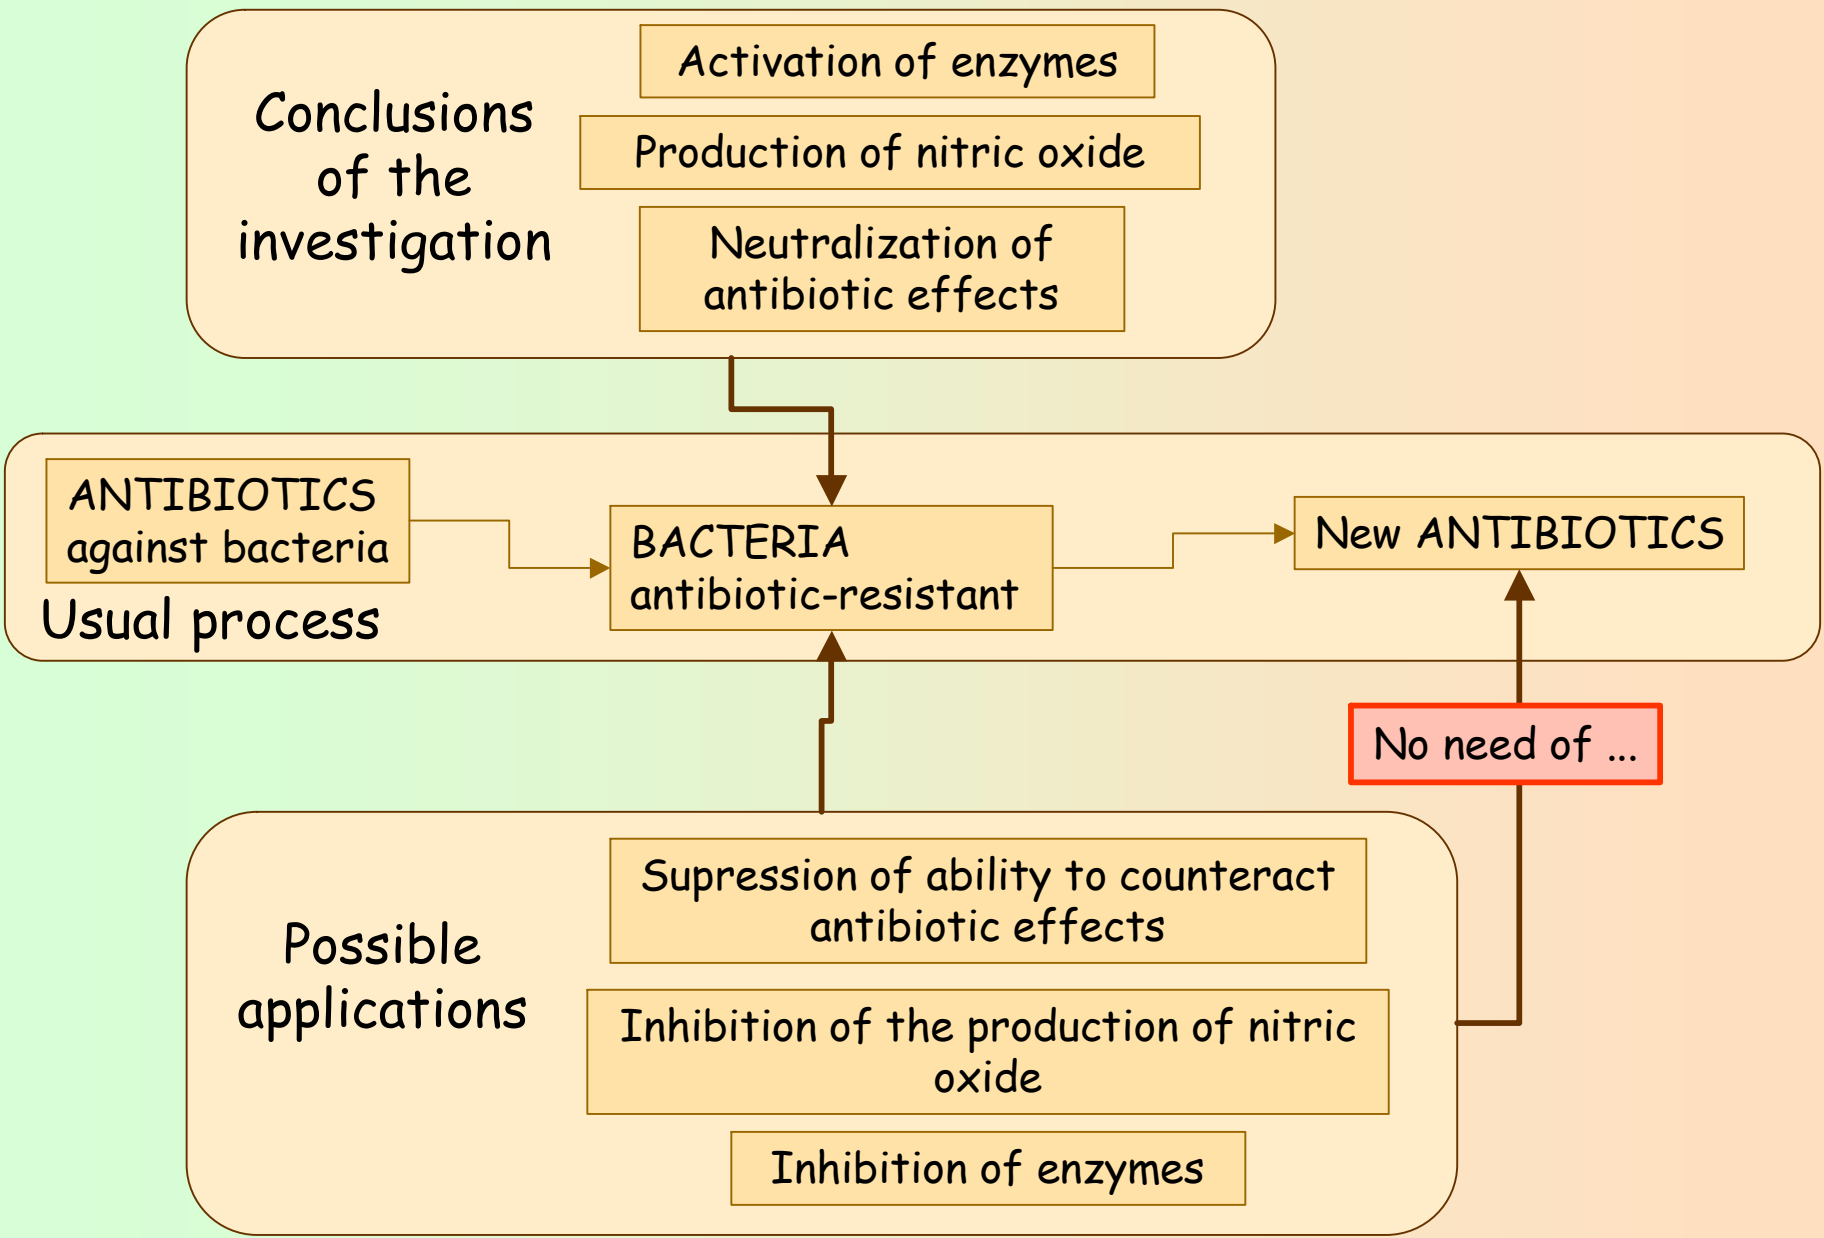 Conclusions
of the
investigation
Activation of enzymes
Production of nitric oxide
Neutralization of
antibiotic effects
ANTIBIOTICS
against bacteria
Usual process
BACTERIA
antibiotic-resistant
New ANTIBIOTICS
No need of ...
Possible
applications
Supression of ability to counteract
antibiotic effects
Inhibition of the production of nitric
oxide
Inhibition of enzymes